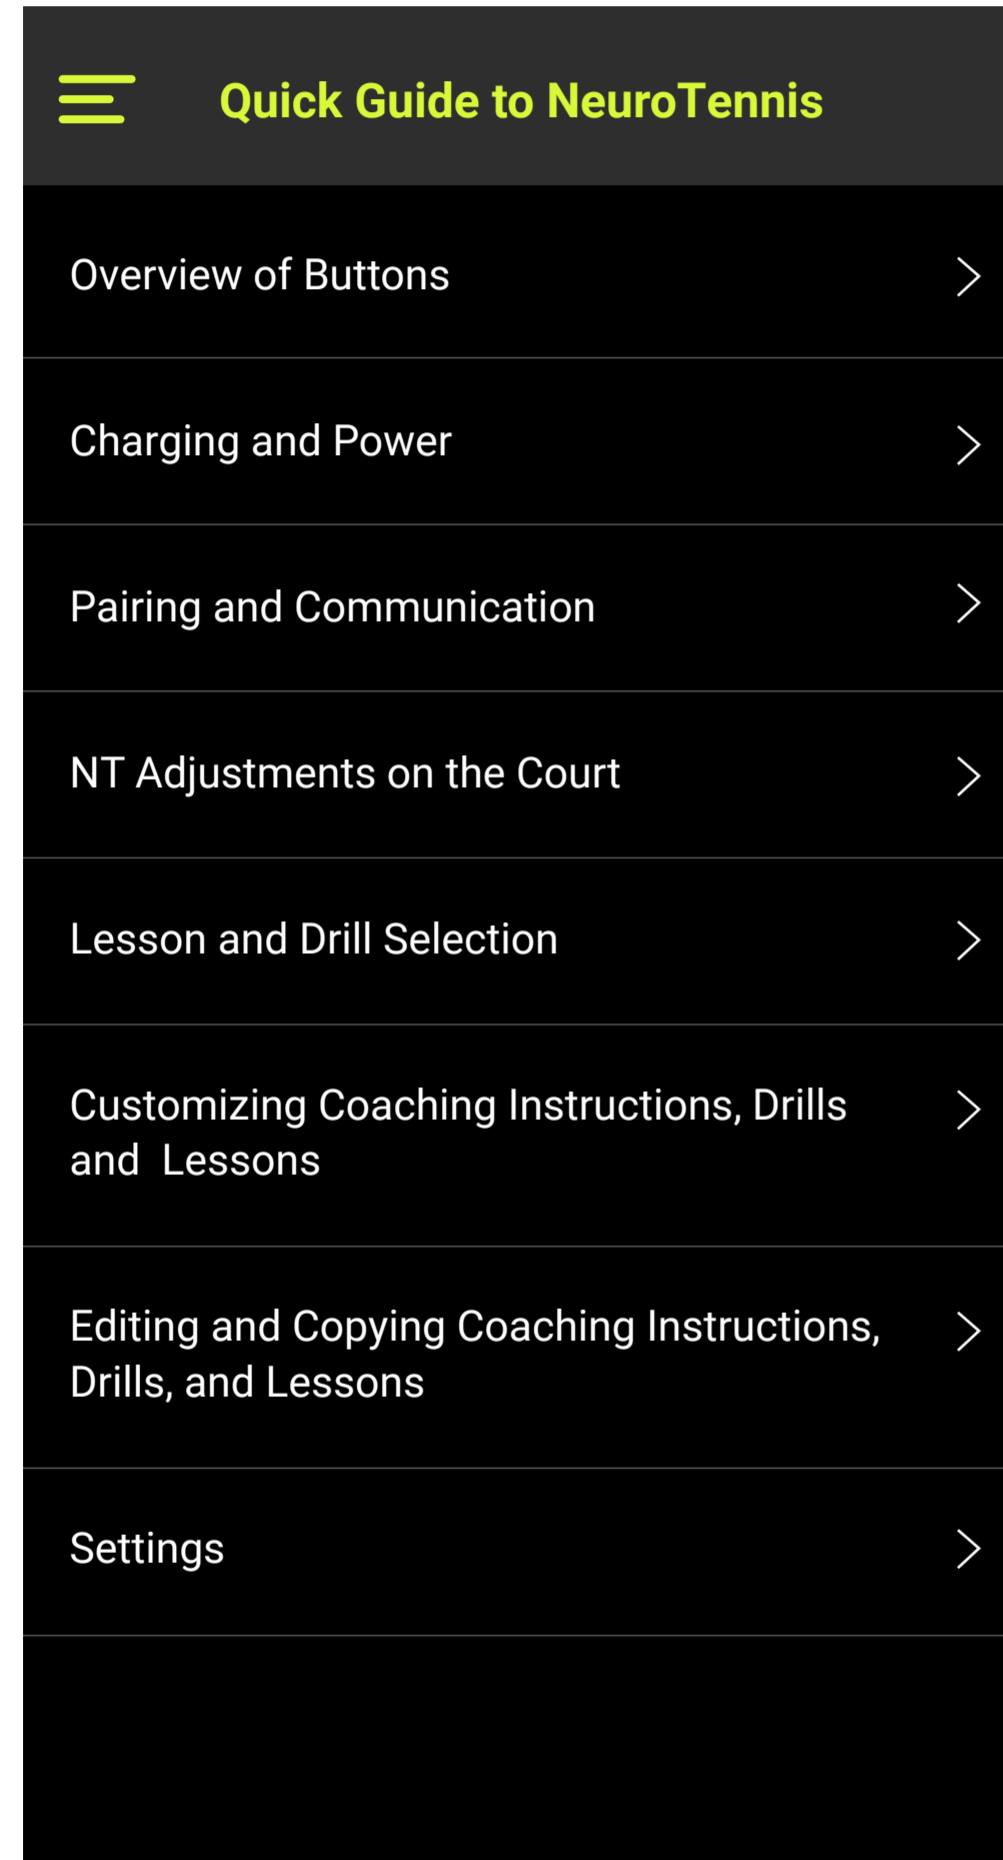 Quick Guide to NeuroTennis
Overview of Buttons
Charging and Power
Pairing and Communication
NT Adjustments on the Court
Lesson and Drill Selection
Customizing Coaching Instructions, Drills
and  Lessons
Editing and Copying Coaching Instructions,
Drills, and Lessons
Settings